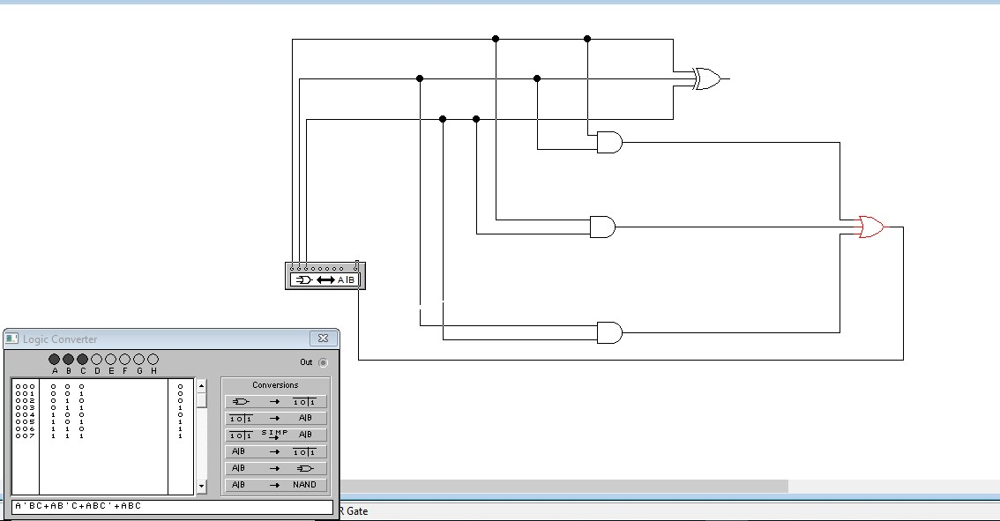 A|B
Logic Converter
Out
A B C D E F G H
000 0 0 0 0
001 0 0 1 0
002 0 1 0 0
003 0 1 1 1
004 1 0 0 0
005 1 0 1 1
006 1 1 0 1
007 1 1 1 1
Conversions
→ 1 0|1
1 0|1 → A|B
1 0|1 SIMP → A|B
A|B → 1 0|1
A|B →
A|B → NAND
A'BC+AB'C+ABC'+ABC
R Gate